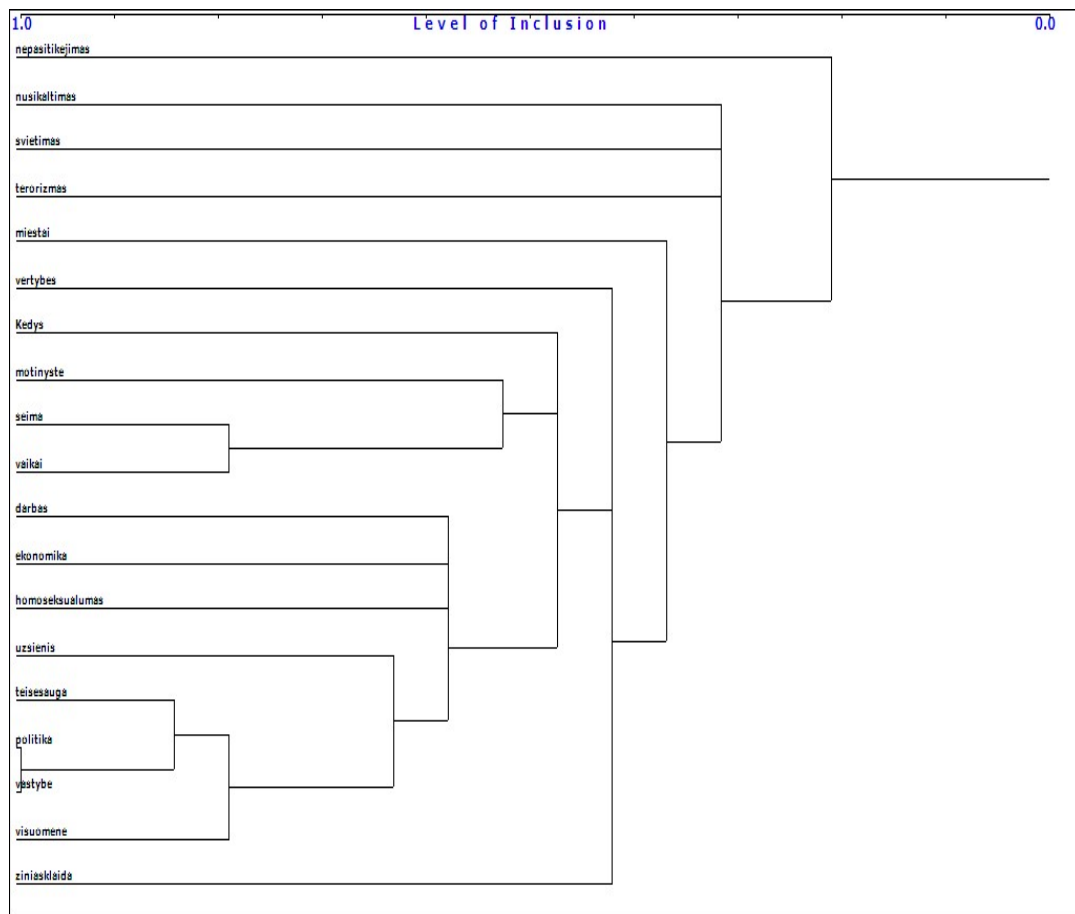 1.0 Level of Inclusion 0.0
nepasitikejimas
nusikaltimas
svietimas
terorizmas
miestai
vertybes
Kedys
motinyste
seima
vaikai
darbas
ekonomika
homoseksualumas
uzsienis
teisesauga
politika
vastybe
visuomene
ziniasklaida